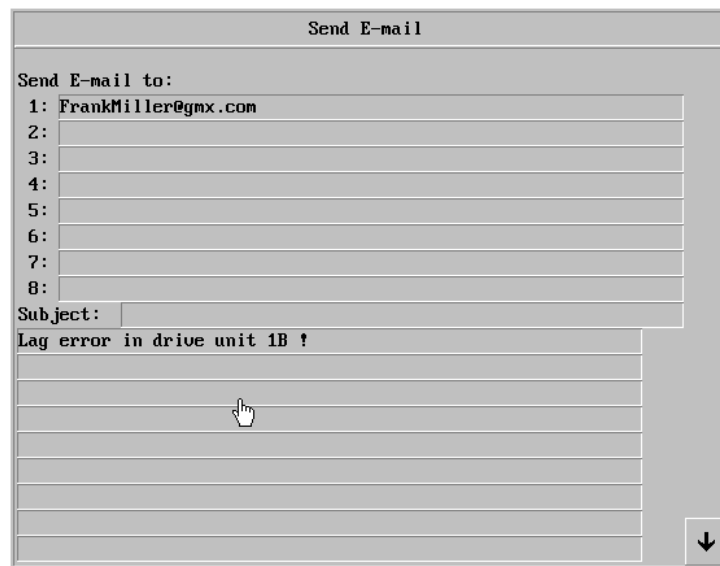 Send E-mail
Send E-mail to:
1: FrankMiller@gmx.com
2:
3:
4:
5:
6:
7:
8:
Subject:
Lag error in drive unit 1B !